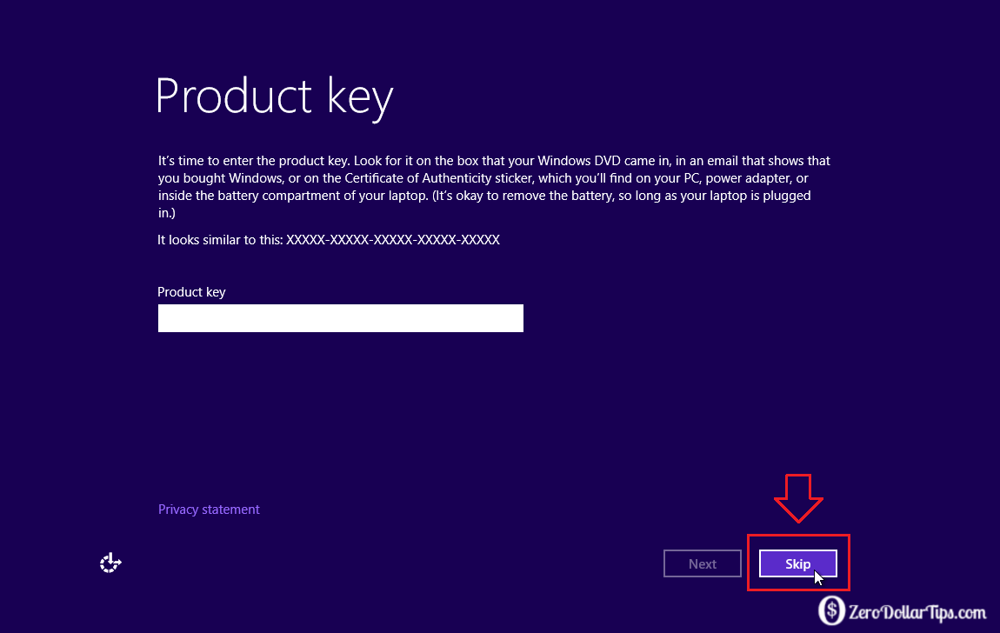 Product key
It's time to enter the product key. Look for it on the box that your Windows DVD came in, in an email that shows that
you bought Windows, or on the Certificate of Authenticity sticker, which you'll find on your PC, power adapter, or
inside the battery compartment of your laptop. (It's okay to remove the battery, so long as your laptop is plugged
in.)
It looks similar to this: XXXXX-XXXXX-XXXXX-XXXXX-XXXXX
Product key
Privacy statement
Next
Skip
$ ZeroDollarTips.com